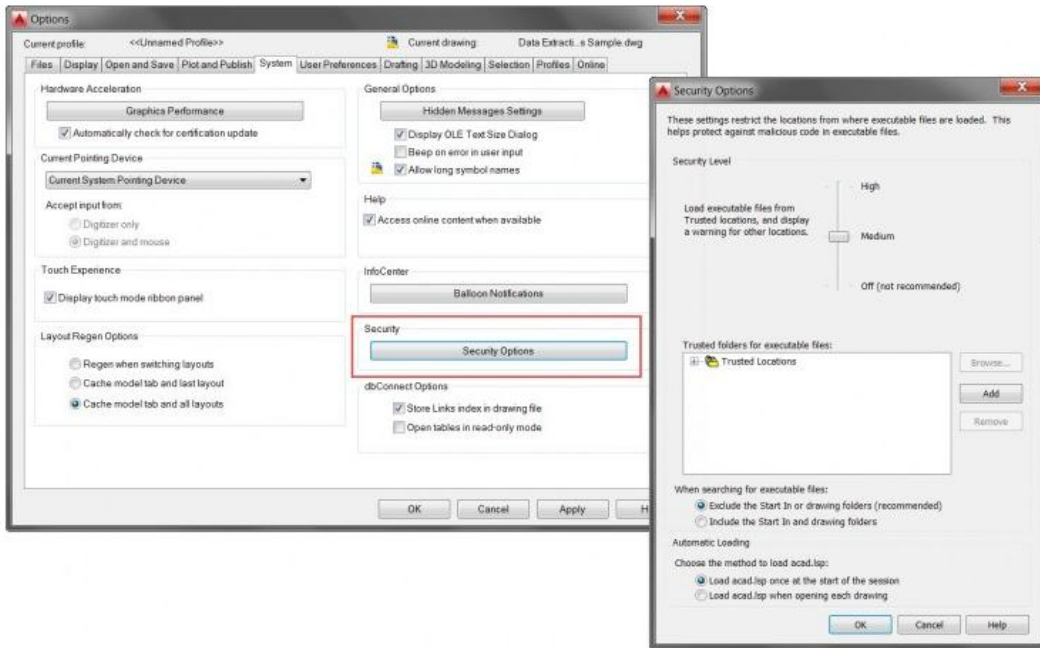 Options
Current profile: <<Unnamed Profile>> Current drawing: Data Extracti...s Sample.dwg
Files Display Open and Save Plot and Publish System User Preferences Drafting 3D Modeling Selection Profiles Online
Hardware Acceleration
Graphics Performance
Automatically check for certification update
Current Pointing Device
Current System Pointing Device
Accept input from:
Digitizer only
Digitizer and mouse
Touch Experience
Display touch mode ribbon panel
Layout Regen Options
Regen when switching layouts
Cache model tab and last layout
Cache model tab and all layouts
General Options
Hidden Messages Settings
Display OLE Text Size Dialog
Beep on error in user input
Allow long symbol names
Help
Access online content when available
InfoCenter
Balloon Notifications
Security
Security Options
dbConnect Options
Store Links index in drawing file
Open tables in read-only mode
OK Cancel Apply H
Security Options
These settings restrict the locations from where executable files are loaded. This
helps protect against malicious code in executable files.
Security Level
High
Load executable files from
Trusted locations, and display
a warning for other locations.
Medium
Off (not recommended)
Trusted folders for executable files:
Trusted Locations
Browse...
Add
Remove
When searching for executable files:
Exclude the Start In or drawing folders (recommended)
Include the Start In and drawing folders
Automatic Loading
Choose the method to load acad.lsp:
Load acad.lsp once at the start of the session
Load acad.lsp when opening each drawing
OK Cancel Help